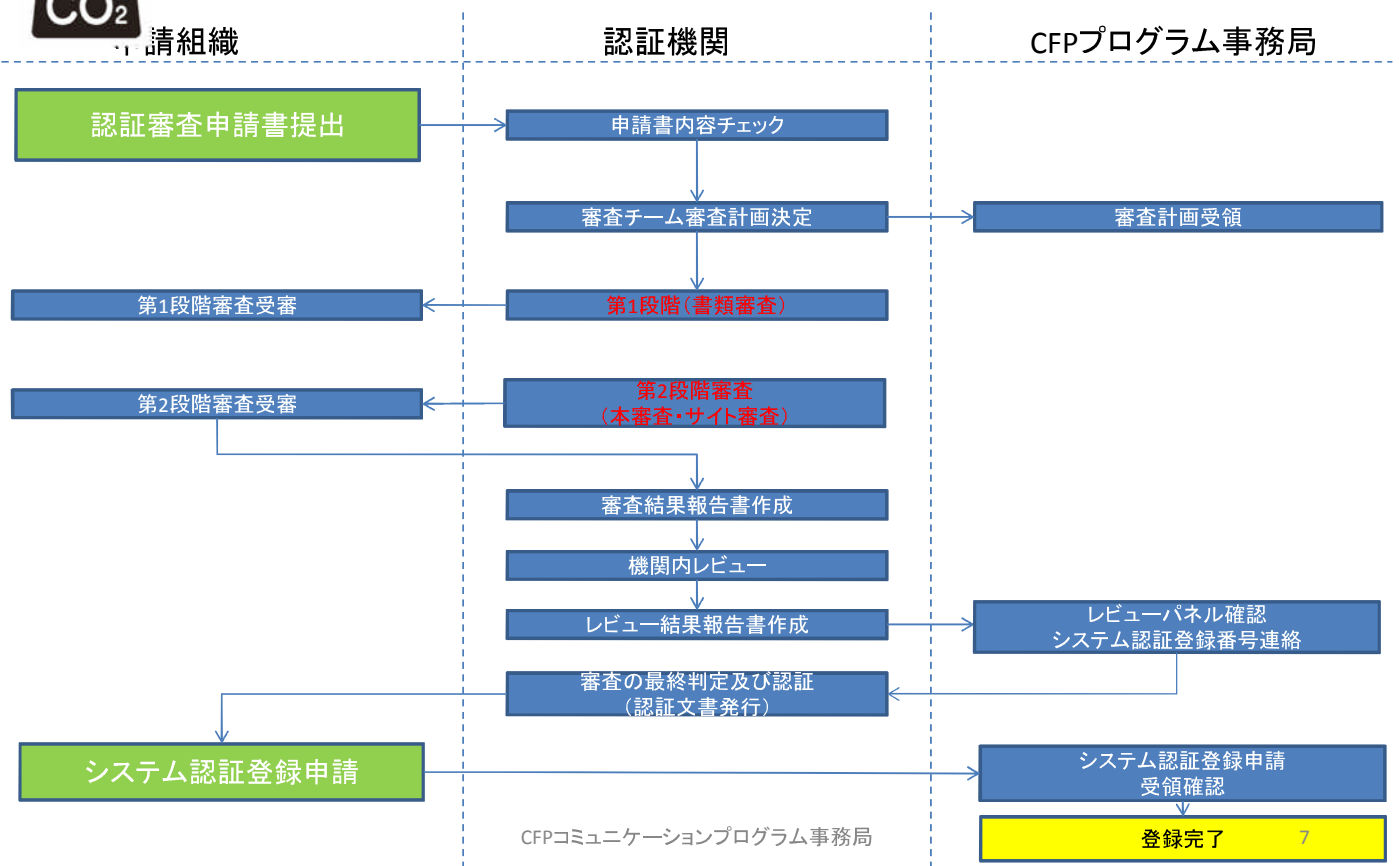 CO₂
申請組織
認証機関
CFPプログラム事務局
認証審査申請書提出
申請書内容チェック
審査チーム審査計画決定
審査計画受領
第1段階審査受審
第1段階(書類審査)
第2段階審査受審
第2段階審査
(本審査・サイト審査)
審査結果報告書作成
機関内レビュー
レビュー結果報告書作成
レビューパネル確認
システム認証登録番号連絡
審査の最終判定及び認証
(認証文書発行)
システム認証登録申請
システム認証登録申請
受領確認
CFPコミュニケーションプログラム事務局
登録完了
7